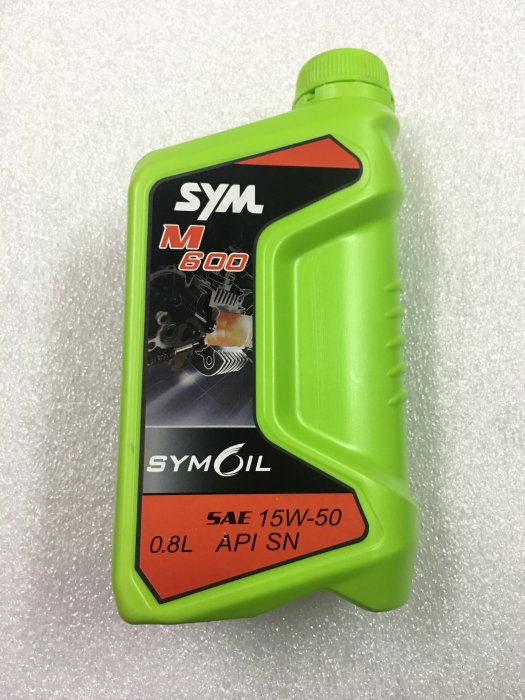 SYM
M
600
SYMOIL
SAE 15W-50
0.8L API SN